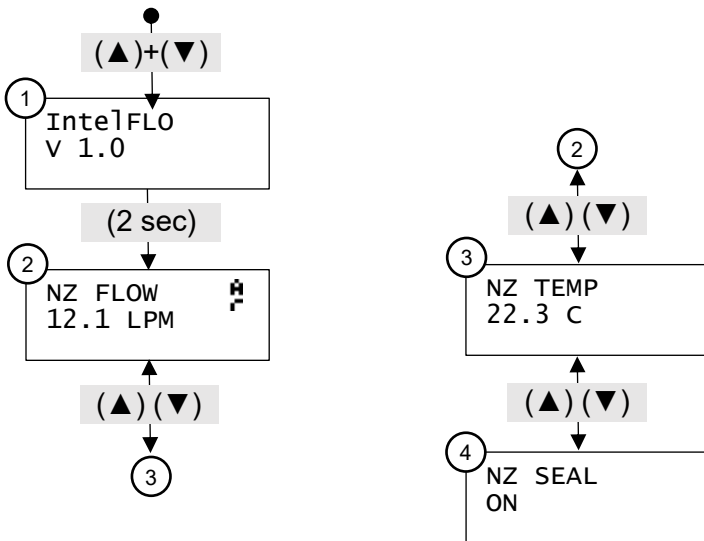 (▲)+(▼)
1
IntelFLO
V 1.0
(2 sec)
2
NZ FLOW
12.1 LPM
(▲)(▼)
3
2
(▲)(▼)
3
NZ TEMP
22.3 C
(▲)(▼)
4
NZ SEAL
ON